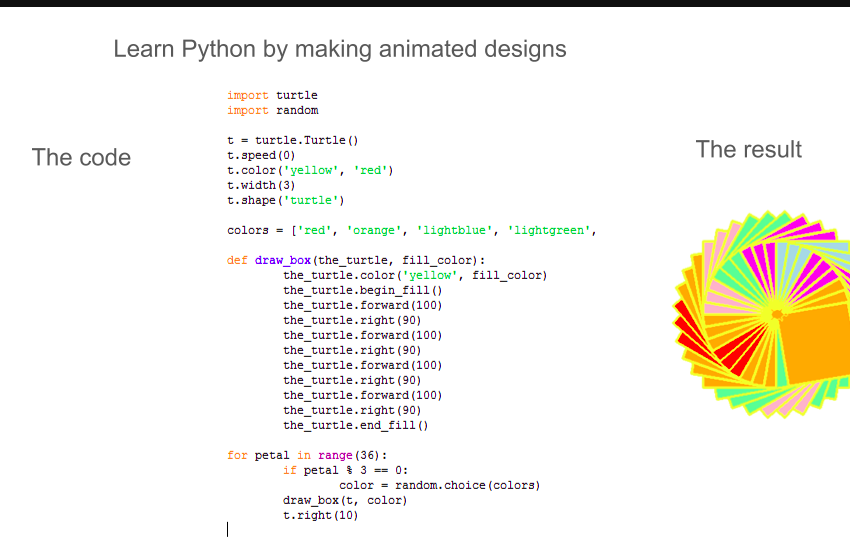 Learn Python by making animated designs
The code
import turtle
import random
t = turtle.Turtle()
t.speed(0)
t.color('yellow', 'red')
t.width(3)
t.shape('turtle')
colors = ['red', 'orange', 'lightblue', 'lightgreen',
def draw_box(the_turtle, fill_color):
the_turtle.color('yellow', fill_color)
the_turtle.begin_fill()
the_turtle.forward(100)
the_turtle.right(90)
the_turtle.forward(100)
the_turtle.right(90)
the_turtle.forward(100)
the_turtle.right(90)
the_turtle.forward(100)
the_turtle.right(90)
the_turtle.end_fill()
for petal in range(36):
if petal % 3 == 0:
color = random.choice(colors)
draw_box(t, color)
t.right(10)
The result